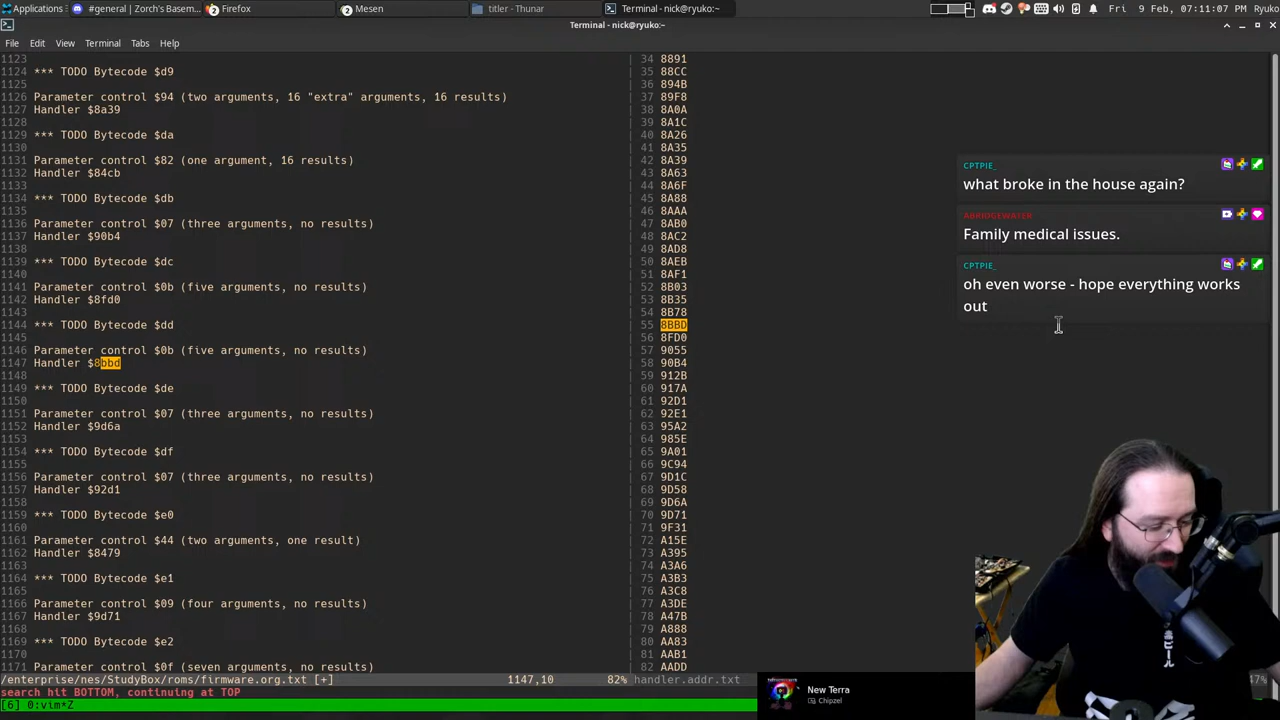 Applications
#general | Zorch's Basem...
2 Firefox
2 Mesen
titler - Thunar
Terminal - nick@ryuko:~
Fri 9 Feb, 07:11:07 Ryuko
Terminal - nick@ryuko:~
File Edit View Terminal Tabs Help
1123
1124 *** TODO Bytecode $d9
1126 Parameter control $94 (two arguments, 16 "extra" arguments, 16 results)
1127 Handler $8a39
1128
1129 *** TODO Bytecode $da
1131 Parameter control $82 (one argument, 16 results)
1132 Handler $84cb
1133
1134 *** TODO Bytecode $db
1135
1136 Parameter control $07 (three arguments, no results)
1137 Handler $90b4
1138
1139 *** TODO Bytecode $dc
1140
1141 Parameter control $0b (five arguments, no results)
1142 Handler $8fd0
1143
1144 *** TODO Bytecode $dd
1145
1146 Parameter control $0b (five arguments, no results)
1147 Handler $8bbd
1148
1149 *** TODO Bytecode $de
1150
1151 Parameter control $07 (three arguments, no results)
1152 Handler $9d6a
1153
1154 *** TODO Bytecode $df
1155
1156 Parameter control $07 (three arguments, no results)
1157 Handler $92d1
1158
1159 *** TODO Bytecode $e0
1160
1161 Parameter control $44 (two arguments, one result)
1162 Handler $8479
1163
1164 *** TODO Bytecode $e1
1165
1166 Parameter control $09 (four arguments, no results)
1167 Handler $9d71
1168
1169 *** TODO Bytecode $e2
1170
1171 Parameter control $0f (seven arguments, no results)
/enterprise/nes/StudyBox/roms/firmware.org.txt [+] 1147,10 82%
search hit BOTTOM, continuing at TOP
[6] 0:vim*Z
34 8891
35 88CC
36 894B
37 89F8
38 8A0A
39 8A1C
40 8A26
41 8A35
42 8A39
43 8A63
44 8A6F
45 8A88
46 8AAA
47 8AB0
48 8AC2
49 8AD8
50 8AEB
51 8AF1
52 8B03
53 8B35
54 8B78
55 8BBD
56 8FD0
57 9055
58 90B4
59 912B
60 917A
61 92D1
62 92E1
63 95A2
64 985E
65 9A01
66 9C94
67 9D1C
68 9D58
69 9D6A
70 9D71
71 9F31
72 A15E
73 A395
74 A3A6
75 A3B3
76 A3C8
77 A3DE
78 A47B
79 A888
80 AA83
81 AAB1
82 AADD
handler.addr.txt
47%
CPTPIE_
what broke in the house again?
ABRIDGEWATER
Family medical issues.
CPTPIE_
oh even worse - hope everything works
out
New Terra
Chipzel